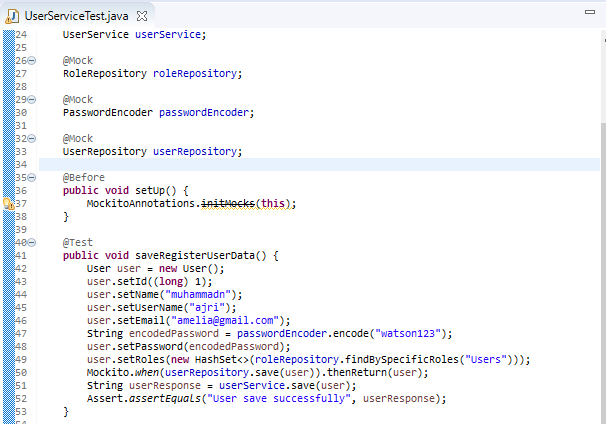 UserServiceTest.java
24 UserService userService;
25
26 @Mock
27 RoleRepository roleRepository;
28
29 @Mock
30 PasswordEncoder passwordEncoder;
31
32 @Mock
33 UserRepository userRepository;
34
35 @Before
36 public void setUp() {
37 MockitoAnnotations.initMocks(this);
38 }
39
40 @Test
41 public void saveRegisterUserData() {
42 User user = new User();
43 user.setId((long) 1);
44 user.setName("muhammadn");
45 user.setUserName("ajri");
46 user.setEmail("amelia@gmail.com");
47 String encodedPassword = passwordEncoder.encode("watson123");
48 user.setPassword(encodedPassword);
49 user.setRoles(new HashSet<>(roleRepository.findBySpecificRoles("Users")));
50 Mockito.when(userRepository.save(user)).thenReturn(user);
51 String userResponse = userService.save(user);
52 Assert.assertEquals("User save successfully", userResponse);
53 }